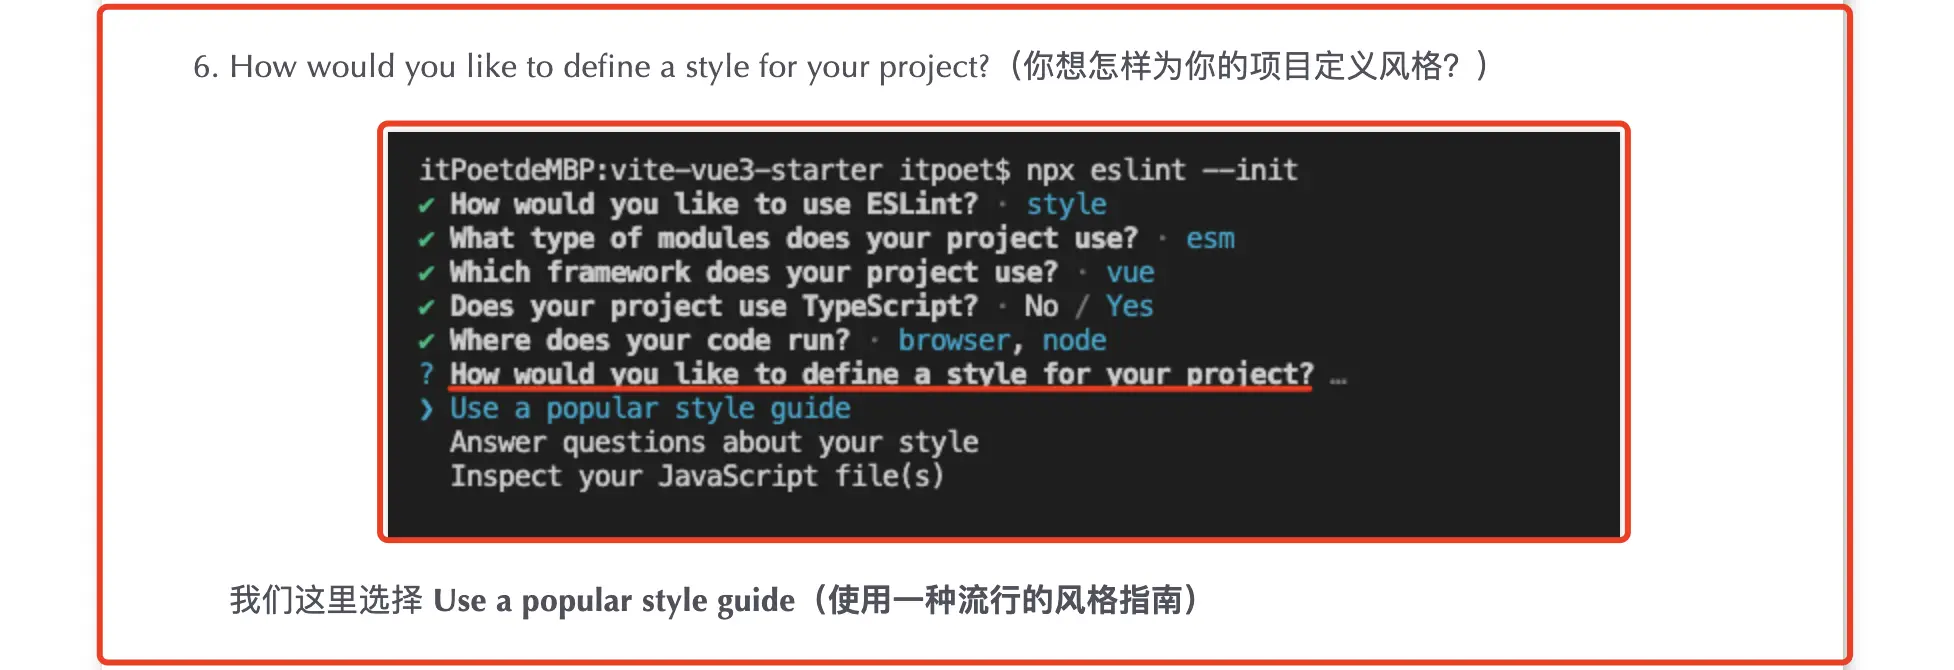 6. How would you like to define a style for your project?（你想怎样为你的项目定义风格？）
itPoetdeMBP:vite-vue3-starter itpoet$ npx eslint --init
✔ How would you like to use ESLint? · style
✔ What type of modules does your project use? · esm
✔ Which framework does your project use? · vue
✔ Does your project use TypeScript? · No / Yes
✔ Where does your code run? · browser, node
? How would you like to define a style for your project? …
❯ Use a popular style guide
Answer questions about your style
Inspect your JavaScript file(s)
我们这里选择 Use a popular style guide（使用一种流行的风格指南）